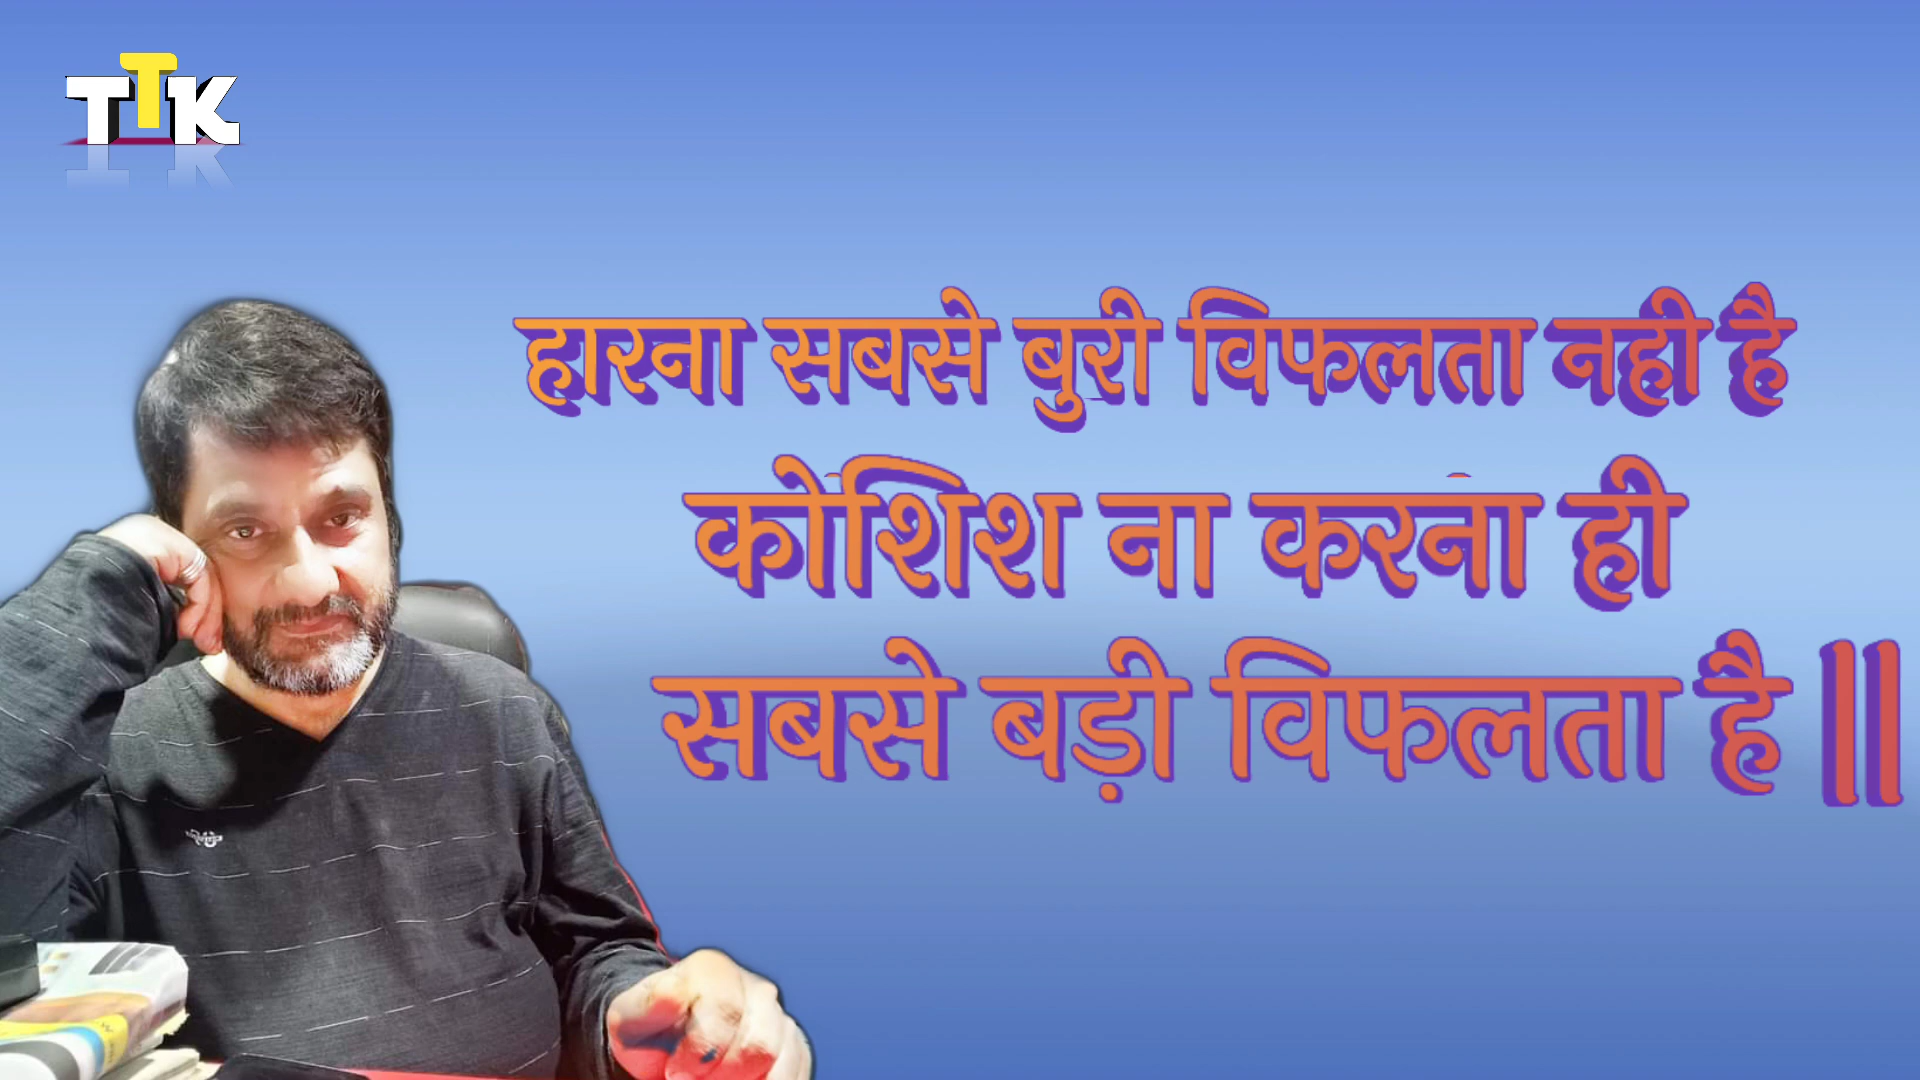 TTK
हारना सबसे बुरी विफलता नही है
कोशिश ना करना ही
सबसे बड़ी विफलता है ||